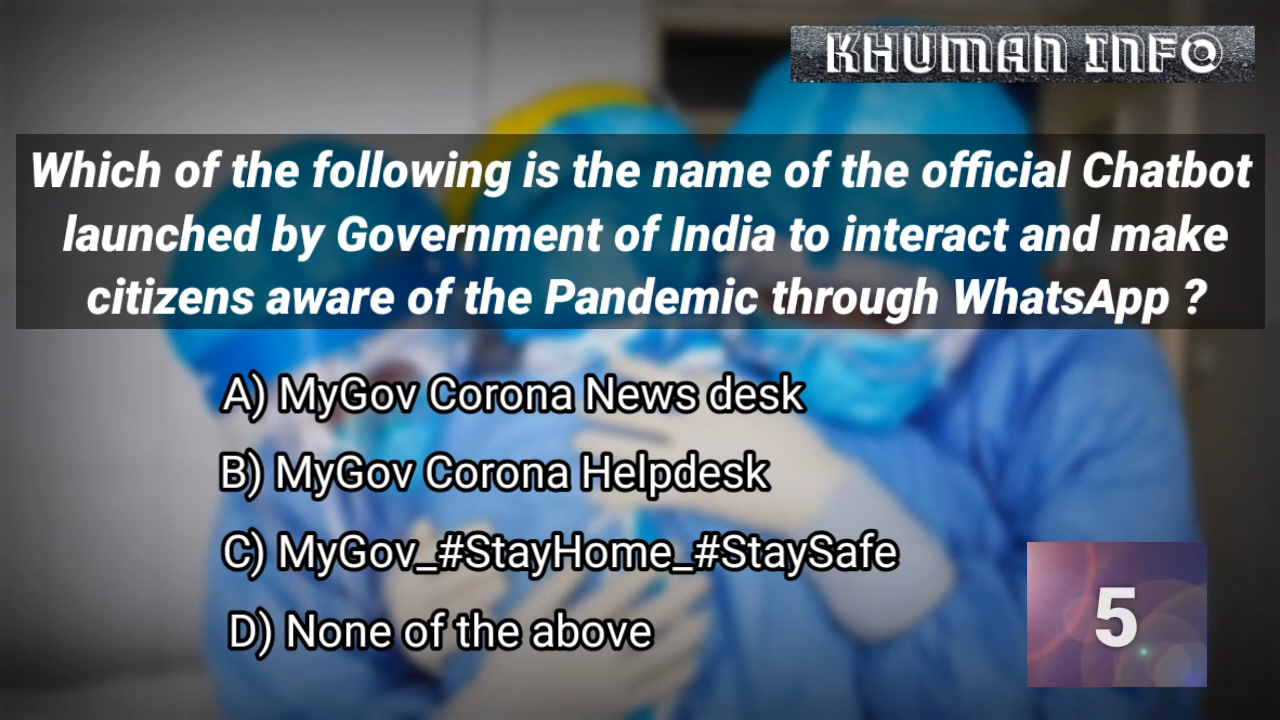 KHUMAN INFO
Which of the following is the name of the official Chatbot
launched by Government of India to interact and make
citizens aware of the Pandemic through WhatsApp ?
A) MyGov Corona News desk
B) MyGov Corona Helpdesk
C) MyGov_#StayHome_#StaySafe
D) None of the above
5